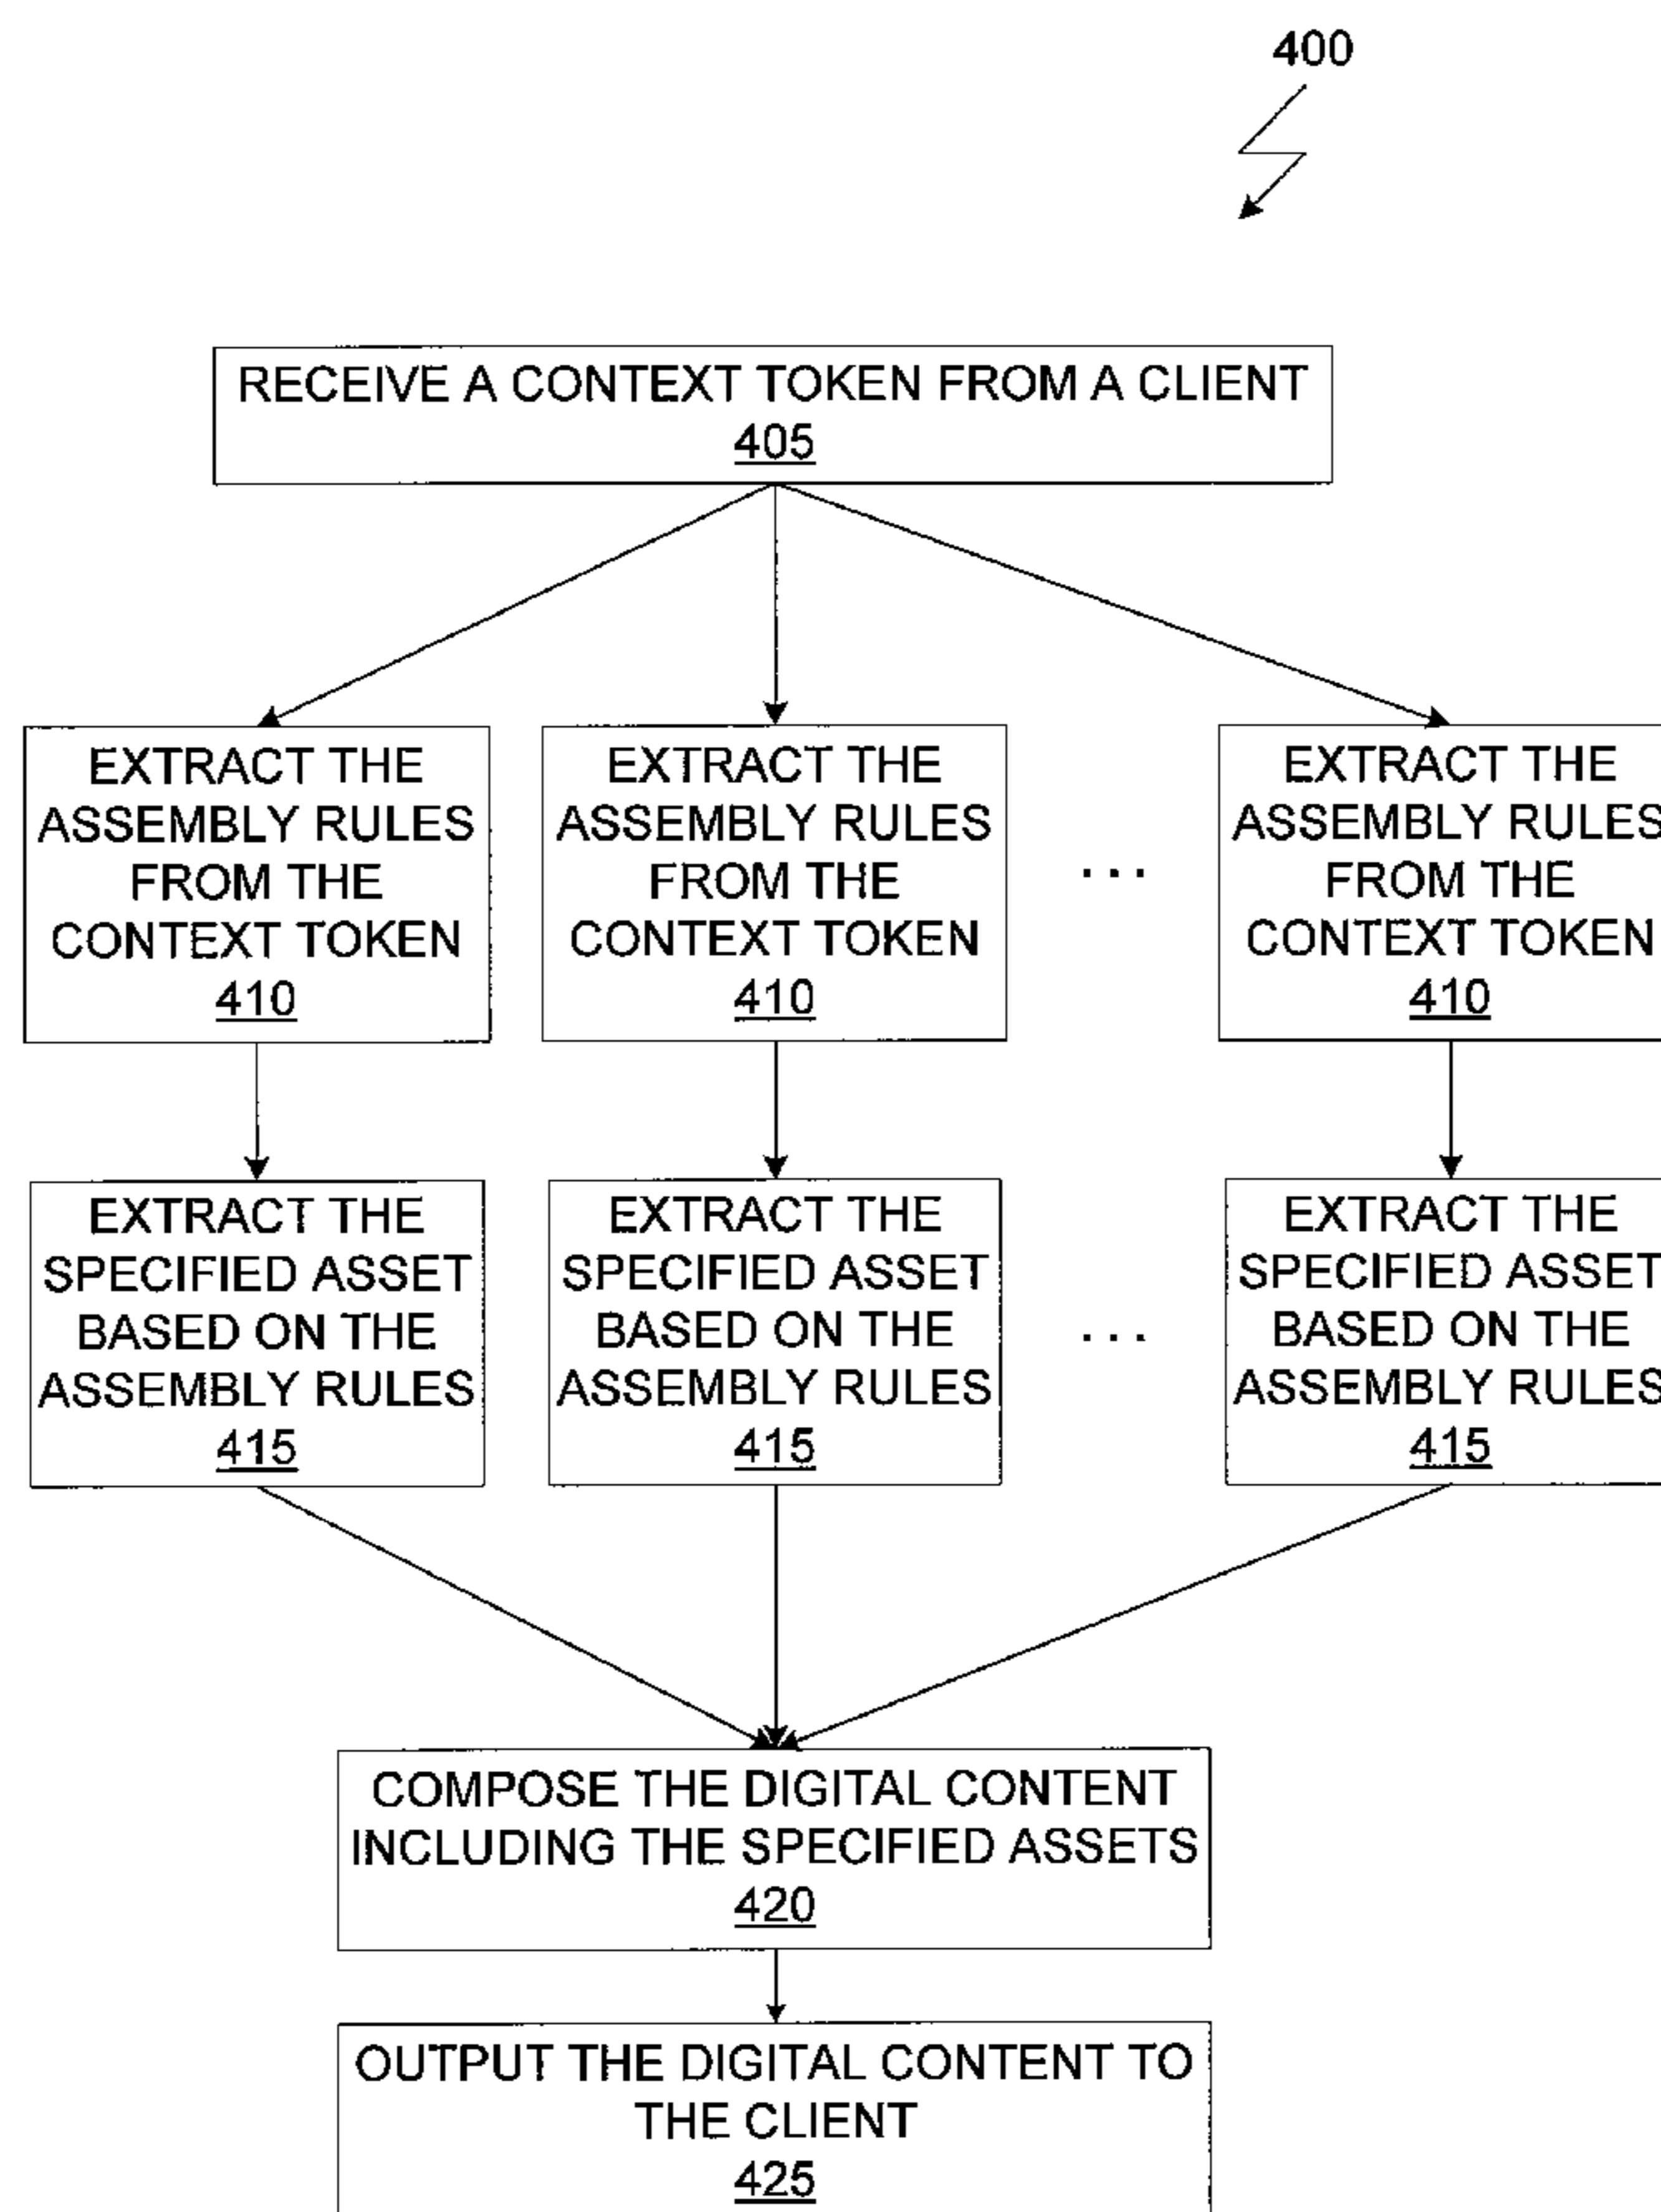 400
RECEIVE A CONTEXT TOKEN FROM A CLIENT
405
EXTRACT THE
ASSEMBLY RULES
FROM THE
CONTEXT TOKEN
410
EXTRACT THE
ASSEMBLY RULES
FROM THE
CONTEXT TOKEN
410
...
EXTRACT THE
ASSEMBLY RULES
FROM THE
CONTEXT TOKEN
410
EXTRACT THE
SPECIFIED ASSET
BASED ON THE
ASSEMBLY RULES
415
EXTRACT THE
SPECIFIED ASSET
BASED ON THE
ASSEMBLY RULES
415
...
EXTRACT THE
SPECIFIED ASSET
BASED ON THE
ASSEMBLY RULES
415
COMPOSE THE DIGITAL CONTENT
INCLUDING THE SPECIFIED ASSETS
420
OUTPUT THE DIGITAL CONTENT TO
THE CLIENT
425